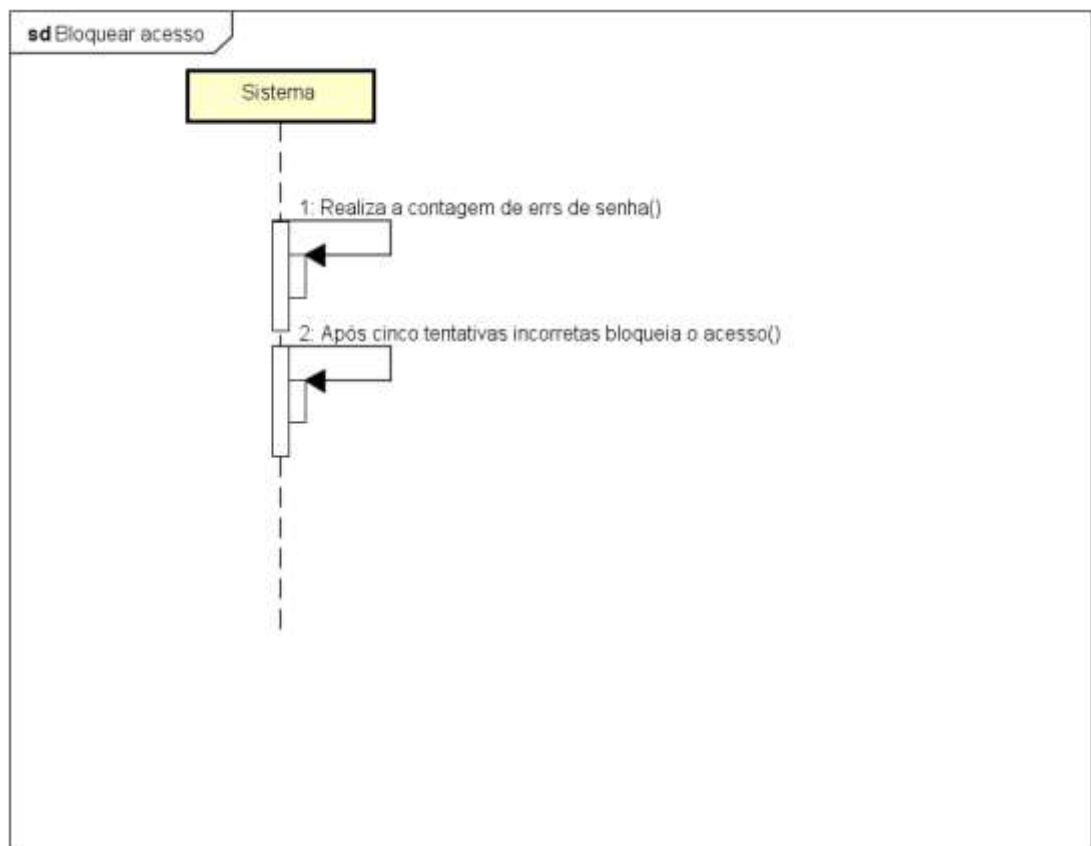 sd Bloquear acesso
Sistema
1: Realiza a contagem de errs de senha()
2: Após cinco tentativas incorretas bloqueia o acesso()